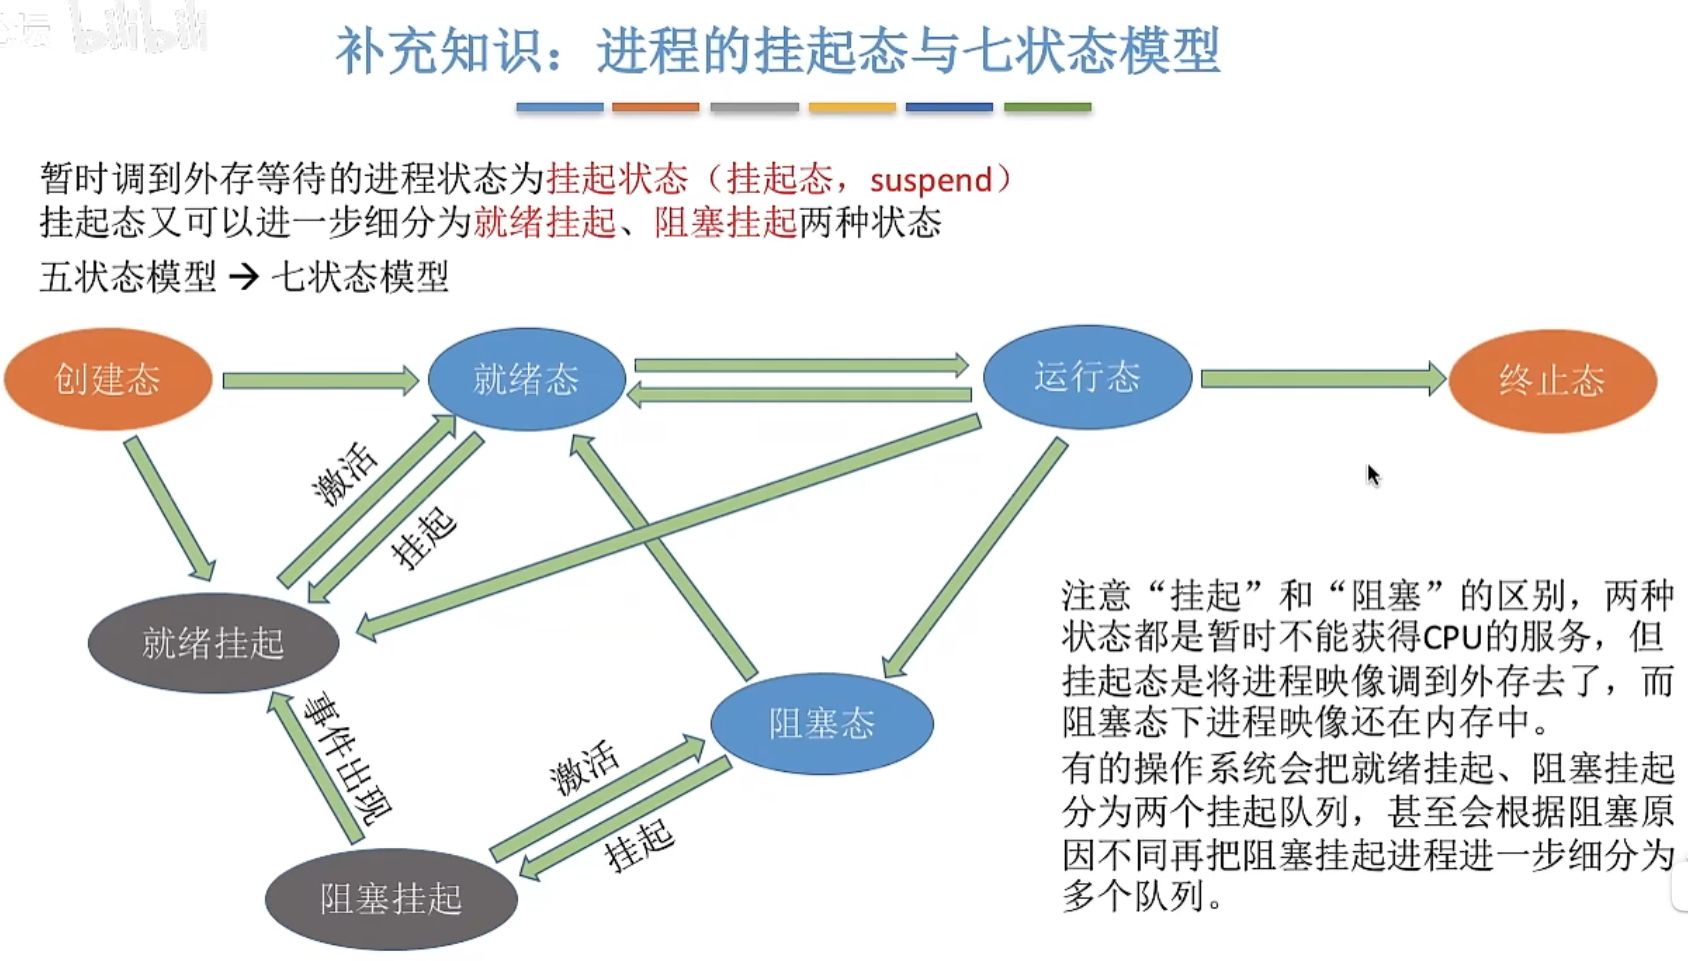 bilibili
补充知识：进程的挂起态与七状态模型
暂时调到外存等待的进程状态为挂起状态（挂起态，suspend）
挂起态又可以进一步细分为就绪挂起、阻塞挂起两种状态
五状态模型 → 七状态模型
创建态
就绪态
运行态
终止态
激活
挂起
就绪挂起
事件出现
阻塞态
激活
挂起
阻塞挂起
注意“挂起”和“阻塞”的区别，两种
状态都是暂时不能获得CPU的服务，但
挂起态是将进程映像调到外存去了，而
阻塞态下进程映像还在内存中。
有的操作系统会把就绪挂起、阻塞挂起
分为两个挂起队列，甚至会根据阻塞原
因不同再把阻塞挂起进程进一步细分为
多个队列。